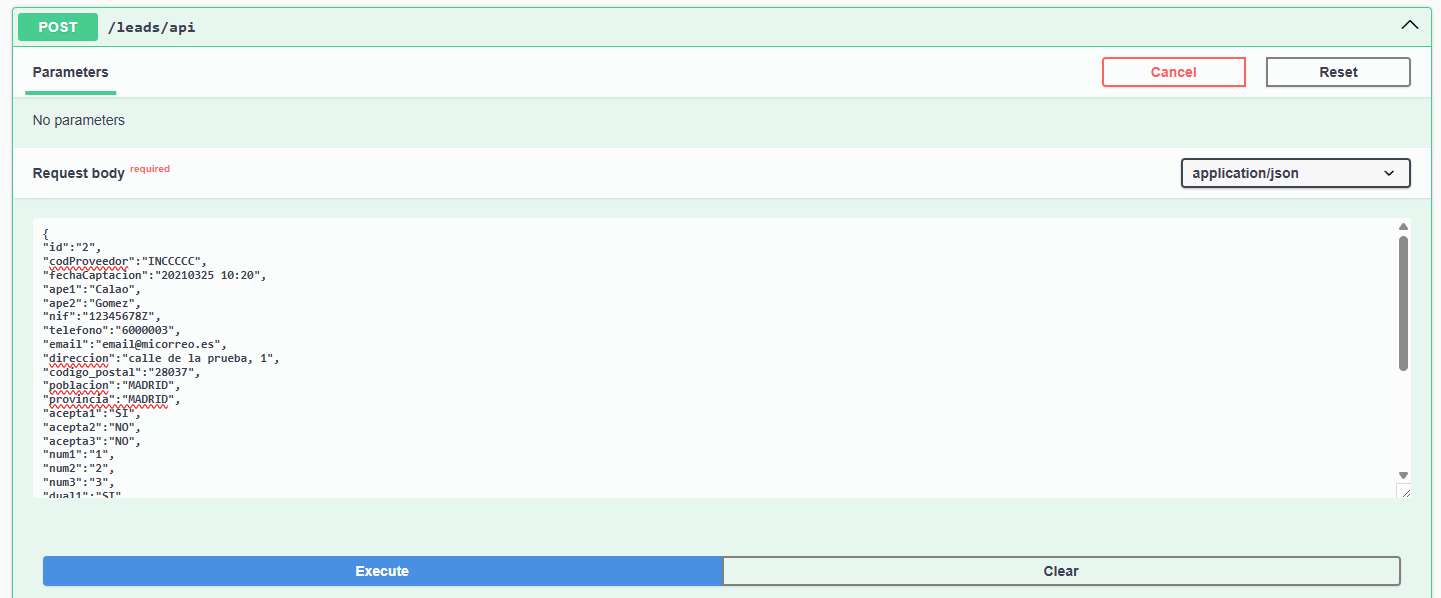 POST /leads/api
Parameters
Cancel
Reset
No parameters
Request body required
application/json
{
"id":"2",
"codProveedor":"INCCCCC",
"fechaCaptacion":"20210325 10:20",
"ape1":"Calao",
"ape2":"Gomez",
"nif":"12345678Z",
"telefono":"6000003",
"email":"email@micorreo.es",
"direccion":"calle de la prueba, 1",
"codigo_postal":"28037",
"poblacion":"MADRID",
"provincia":"MADRID",
"acepta1":"SI",
"acepta2":"NO",
"acepta3":"NO",
"num1":"1",
"num2":"2",
"num3":"3",
"dual1":"SI"
Execute
Clear